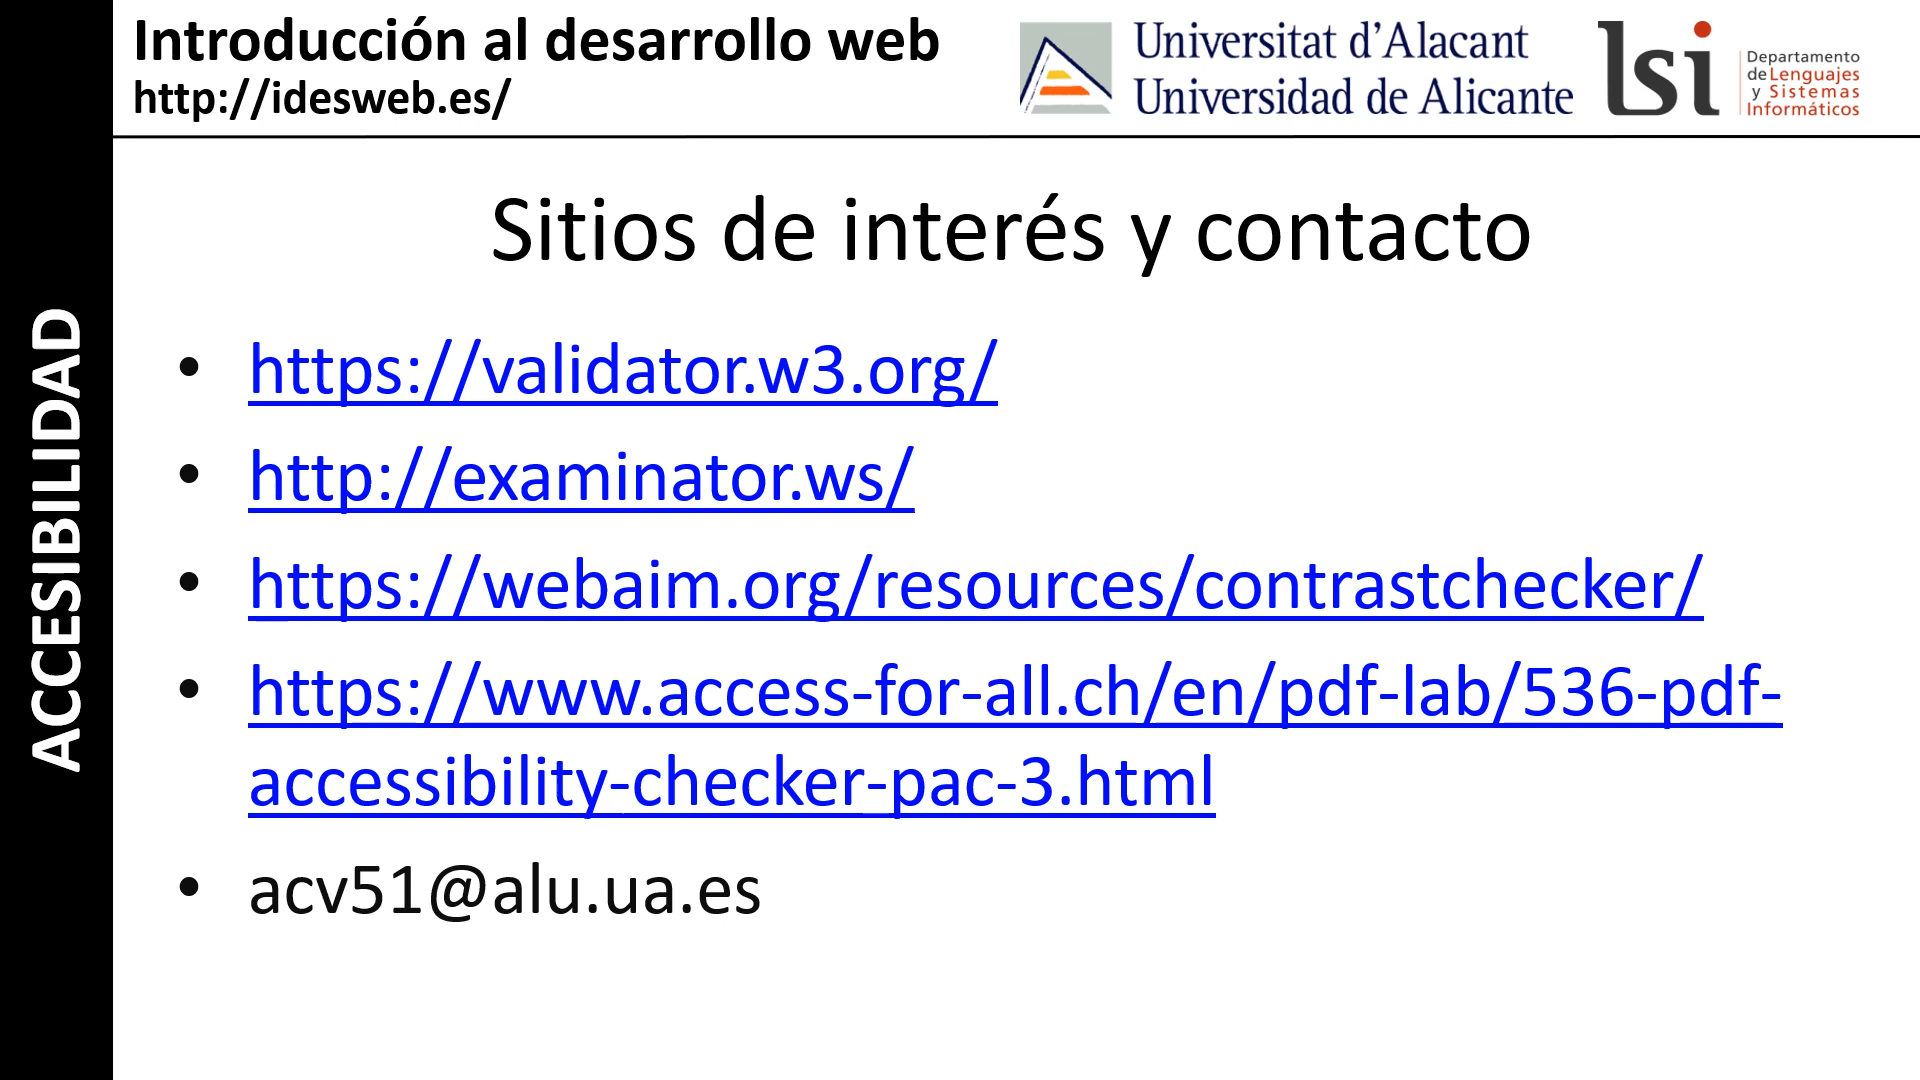 Introducción al desarrollo web
http://idesweb.es/
Universitat d'Alacant
Universidad de Alicante
lsi
Departamento
de Lenguajes
y Sistemas
Informáticos
ACCESIBILIDAD
Sitios de interés y contacto
• https://validator.w3.org/
• http://examinator.ws/
• https://webaim.org/resources/contrastchecker/
• https://www.access-for-all.ch/en/pdf-lab/536-pdf-
accessibility-checker-pac-3.html
• acv51@alu.ua.es